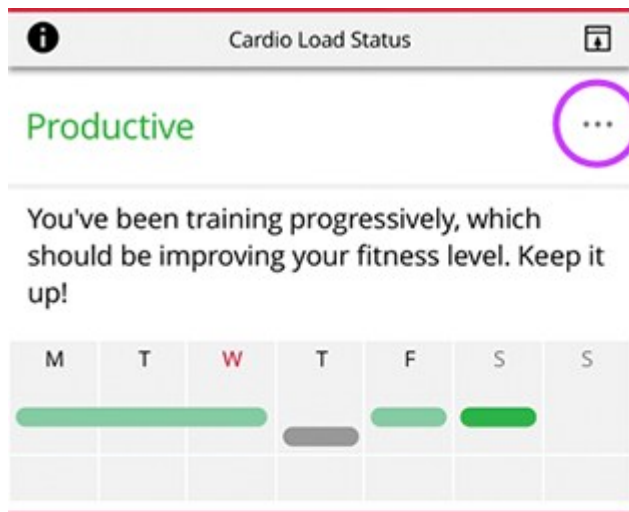 Cardio Load Status
Productive
You've been training progressively, which
should be improving your fitness level. Keep it
up!
M T W T F S S